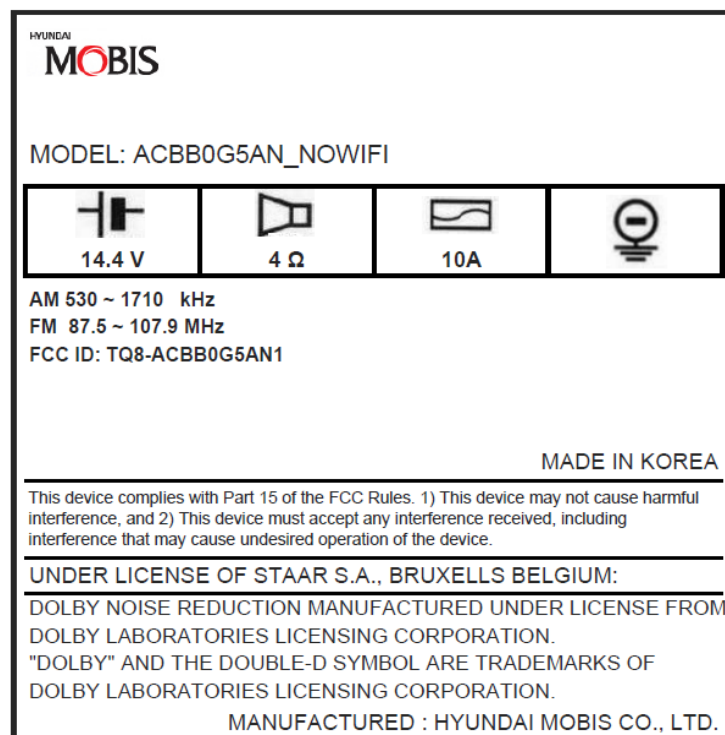 HYUNDAI
MOBIS
MODEL: ACBB0G5AN_NOWIFI
14.4 V
4 Ω
10A
AM 530 ~ 1710 kHz
FM 87.5 ~ 107.9 MHz
FCC ID: TQ8-ACBB0G5AN1
MADE IN KOREA
This device complies with Part 15 of the FCC Rules. 1) This device may not cause harmful
interference, and 2) This device must accept any interference received, including
interference that may cause undesired operation of the device.
UNDER LICENSE OF STAAR S.A., BRUXELLS BELGIUM:
DOLBY NOISE REDUCTION MANUFACTURED UNDER LICENSE FROM
DOLBY LABORATORIES LICENSING CORPORATION.
"DOLBY" AND THE DOUBLE-D SYMBOL ARE TRADEMARKS OF
DOLBY LABORATORIES LICENSING CORPORATION.
MANUFACTURED : HYUNDAI MOBIS CO., LTD.